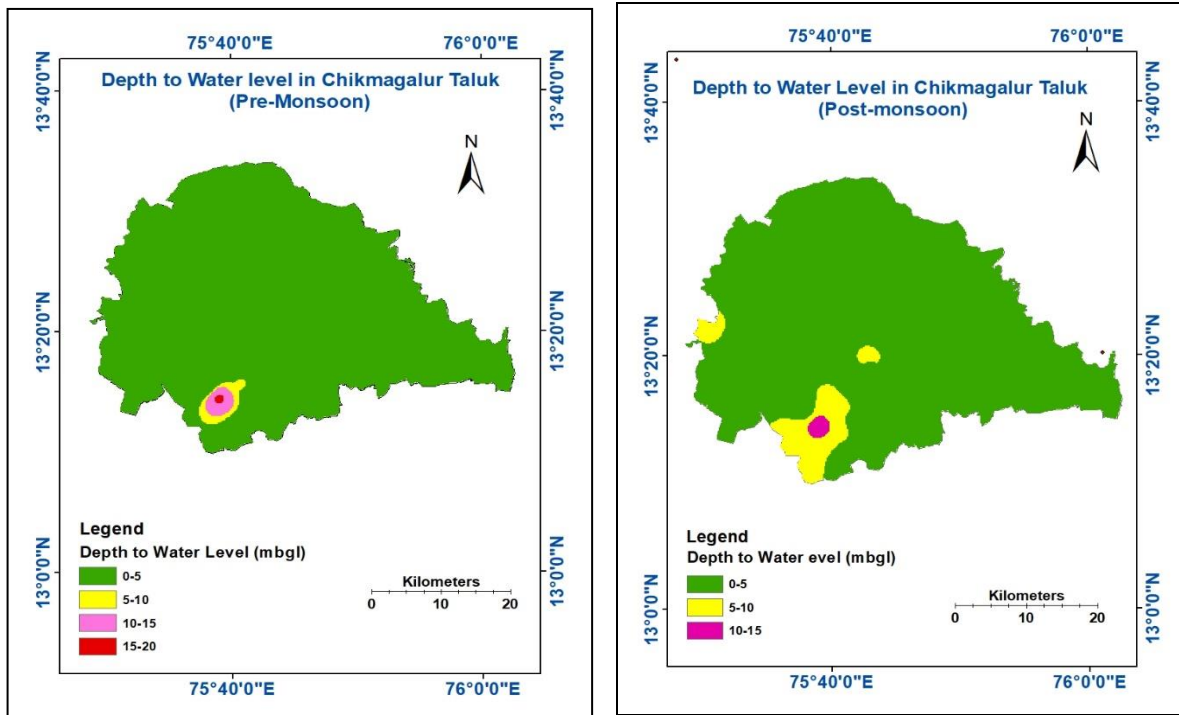 75°40'0"E 76°0'0"E
Depth to Water level in Chikmagalur Taluk
(Pre-Monsoon)
13°40'0"N 13°40'0"N
N
13°20'0"N 13°20'0"N
Legend
Depth to Water Level (mbgl)
0-5
5-10
10-15
15-20
Kilometers
0 10 20
13°0'0"N 13°0'0"N
75°40'0"E 76°0'0"E
75°40'0"E 76°0'0"E
Depth to Water Level in Chikmagalur Taluk
(Post-monsoon)
13°40'0"N 13°40'0"N
N
13°20'0"N 13°20'0"N
Legend
Depth to Water evel (mbgl)
0-5
5-10
10-15
Kilometers
0 10 20
13°0'0"N 13°0'0"N
75°40'0"E 76°0'0"E